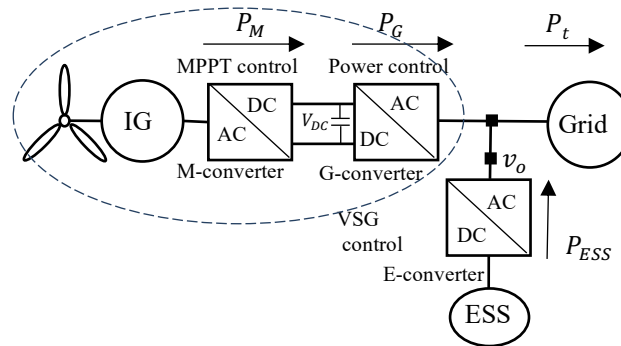 P_M P_G P_t
MPPT control Power control
IG
DC
AC
V_DC
AC
DC
Grid
M-converter G-converter
v_o
VSG
control
AC
DC
P_ESS
E-converter
ESS